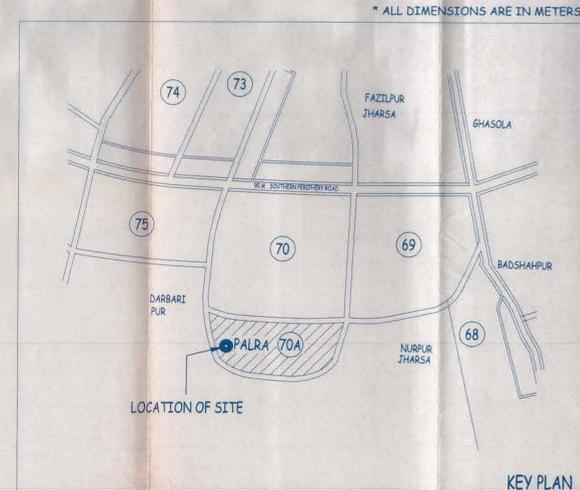 * ALL DIMENSIONS ARE IN METERS
74
73
FAZILPUR
JHARSA
GHASOLA
90 M SOUTHERN PERIPHERY ROAD
75
70
69
BADSHAHPUR
DARBARI
PUR
68
PALRA 70A
NURPUR
JHARSA
LOCATION OF SITE
KEY PLAN